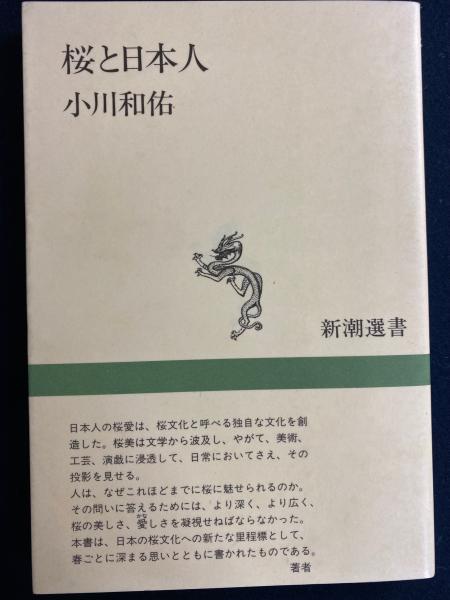 桜と日本人
小川和佑
新潮選書
日本人の桜愛は、桜文化と呼べる独自な文化を創
造した。桜美は文学から波及し、やがて、美術、
工芸、演戯に浸透して、日常においてさえ、その
投影を見せる。
人は、なぜこれほどまでに桜に魅せられるのか。
その問いに答えるためには、より深く、より広く、
かな
桜の美しさ、愛しさを凝視せねばならなかった。
本書は、日本の桜文化への新たな里程標として、
春ごとに深まる思いとともに書かれたものである。
著者